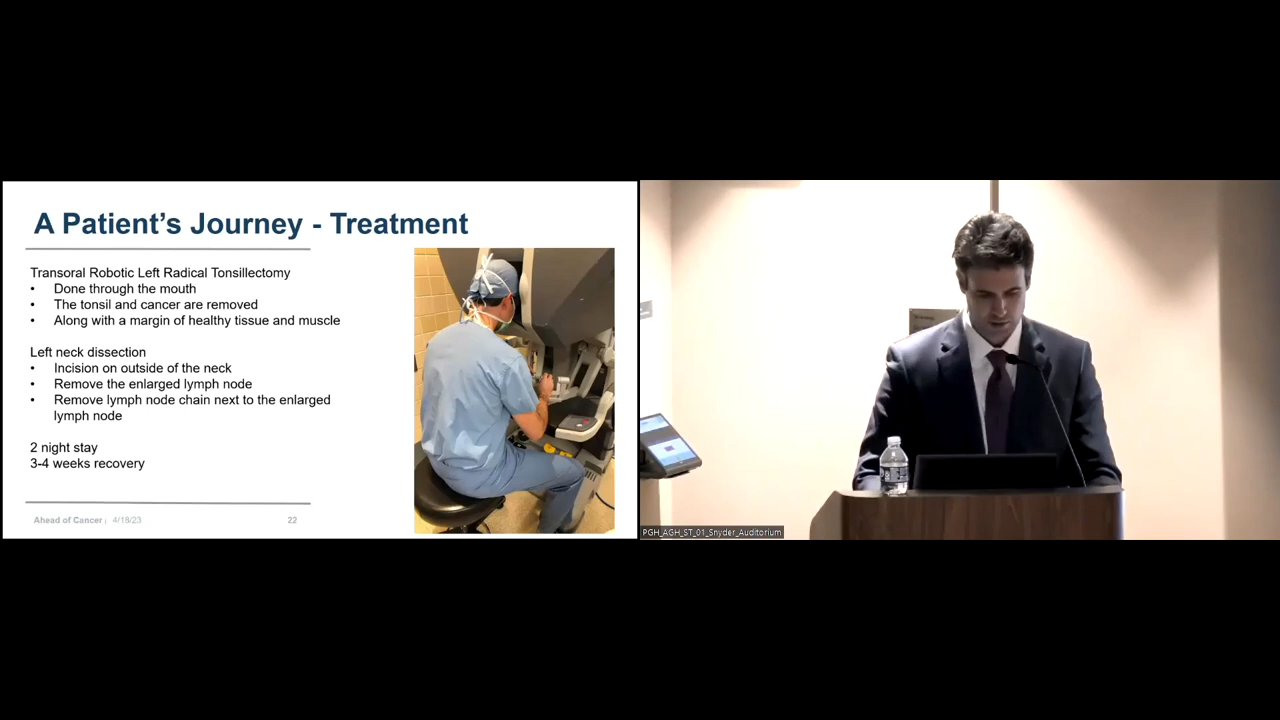 A Patient's Journey - Treatment
Transoral Robotic Left Radical Tonsillectomy
• Done through the mouth
• The tonsil and cancer are removed
• Along with a margin of healthy tissue and muscle
Left neck dissection
• Incision on outside of the neck
• Remove the enlarged lymph node
• Remove lymph node chain next to the enlarged
lymph node
2 night stay
3-4 weeks recovery
Ahead of Cancer | 4/18/23 22
PGH_AGH_ST_01_Snyder_Auditorium